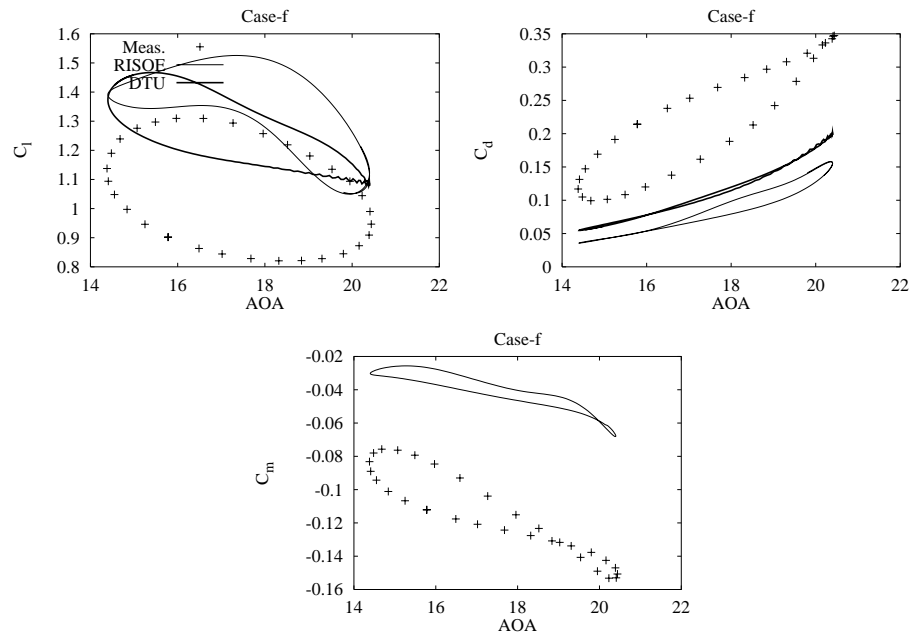 Case-f
1.6
1.5
1.4
1.3
1.2
1.1
1
0.9
0.8
C_l
Meas.
RISOE
DTU
14 16 18 20 22
AOA
Case-f
0.35
0.3
0.25
0.2
0.15
0.1
0.05
0
C_d
14 16 18 20 22
AOA
Case-f
-0.02
-0.04
-0.06
-0.08
-0.1
-0.12
-0.14
-0.16
C_m
14 16 18 20 22
AOA